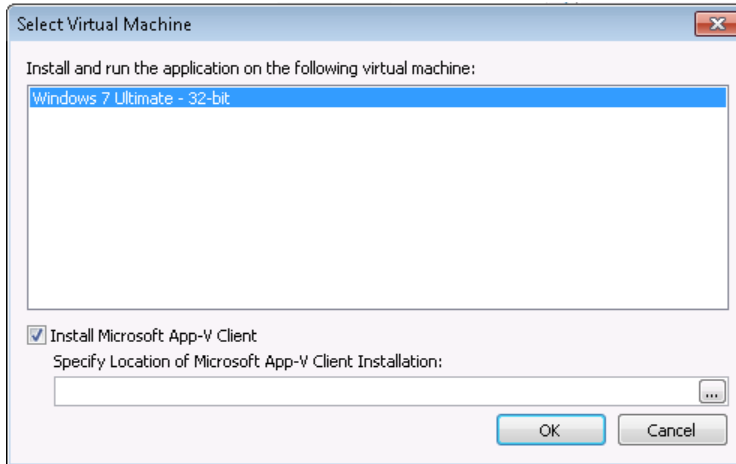 Select Virtual Machine
Install and run the application on the following virtual machine:
Windows 7 Ultimate - 32-bit
Install Microsoft App-V Client
Specify Location of Microsoft App-V Client Installation:
...
OK Cancel